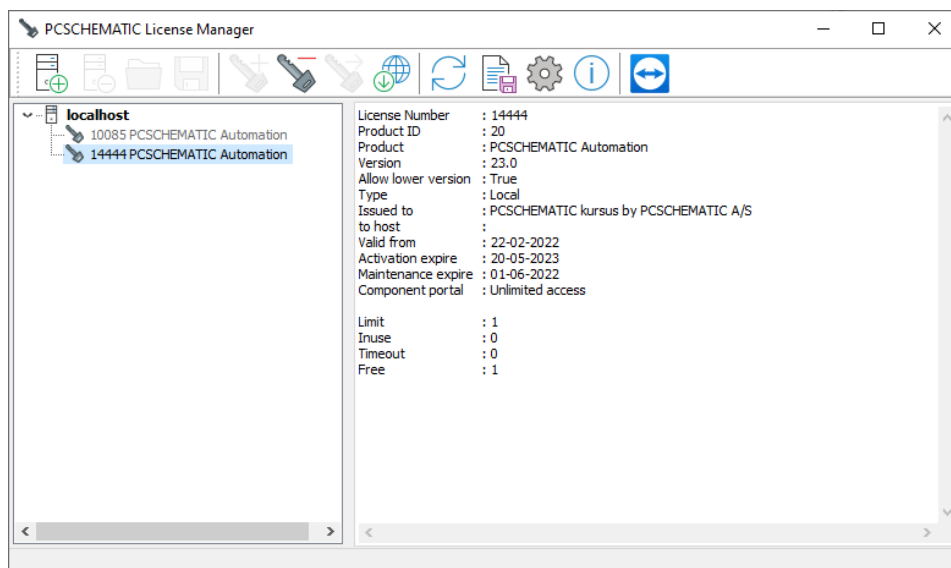 PCSCHEMATIC License Manager
localhost
10085 PCSCHEMATIC Automation
14444 PCSCHEMATIC Automation
License Number : 14444
Product ID : 20
Product : PCSCHEMATIC Automation
Version : 23.0
Allow lower version : True
Type : Local
Issued to : PCSCHEMATIC kursus by PCSCHEMATIC A/S
to host :
Valid from : 22-02-2022
Activation expire : 20-05-2023
Maintenance expire : 01-06-2022
Component portal : Unlimited access
Limit : 1
Inuse : 0
Timeout : 0
Free : 1